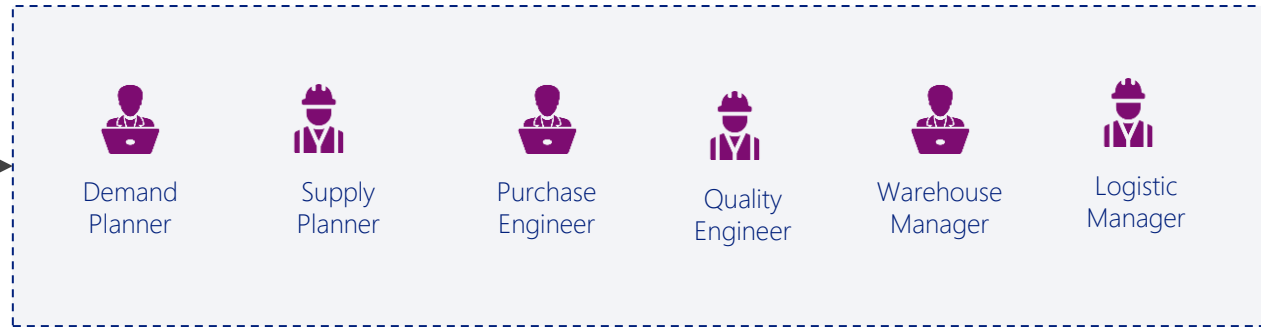 Demand
Planner
Supply
Planner
Purchase
Engineer
Quality
Engineer
Warehouse
Manager
Logistic
Manager